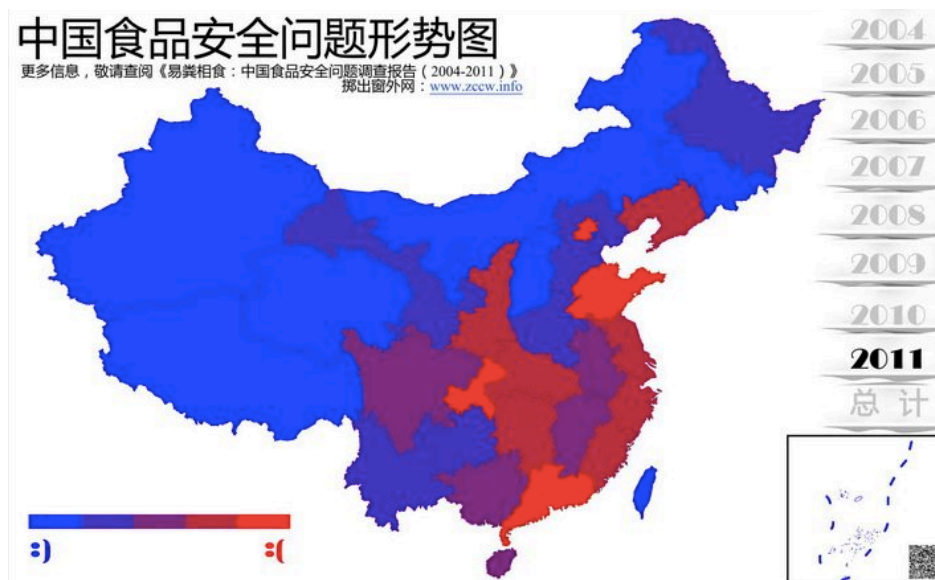 中国食品安全问题形势图
更多信息，敬请查阅《易粪相食：中国食品安全问题调查报告（2004-2011）》
掷出窗外网：www.zccw.info
2004
2005
2006
2007
2008
2009
2010
2011
总 计
:)
:(